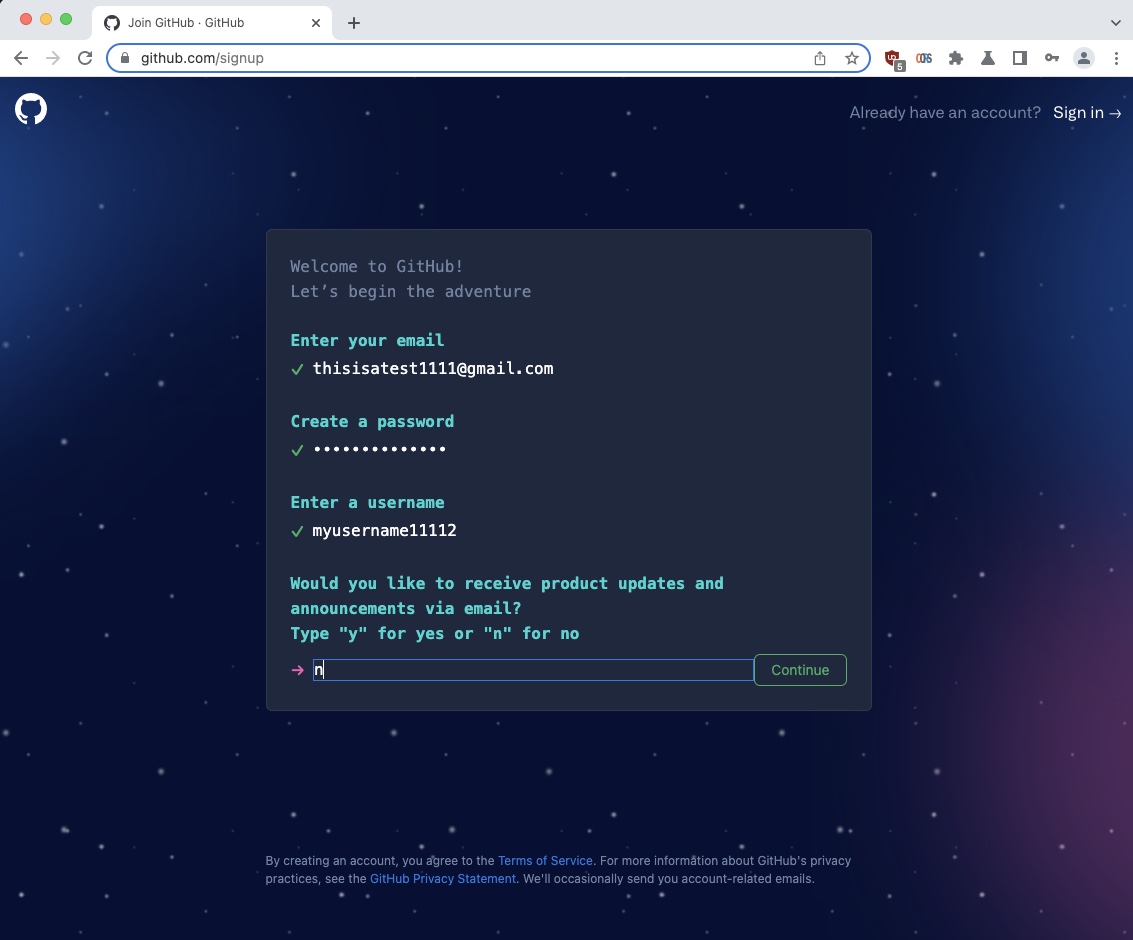 Join GitHub · GitHub
github.com/signup
5
Already have an account? Sign in →
Welcome to GitHub!
Let’s begin the adventure
Enter your email
✓ thisisatest1111@gmail.com
Create a password
✓ ••••••••••••••
Enter a username
✓ myusername11112
Would you like to receive product updates and
announcements via email?
Type "y" for yes or "n" for no
→ n
Continue
By creating an account, you agree to the Terms of Service. For more information about GitHub's privacy
practices, see the GitHub Privacy Statement. We'll occasionally send you account-related emails.